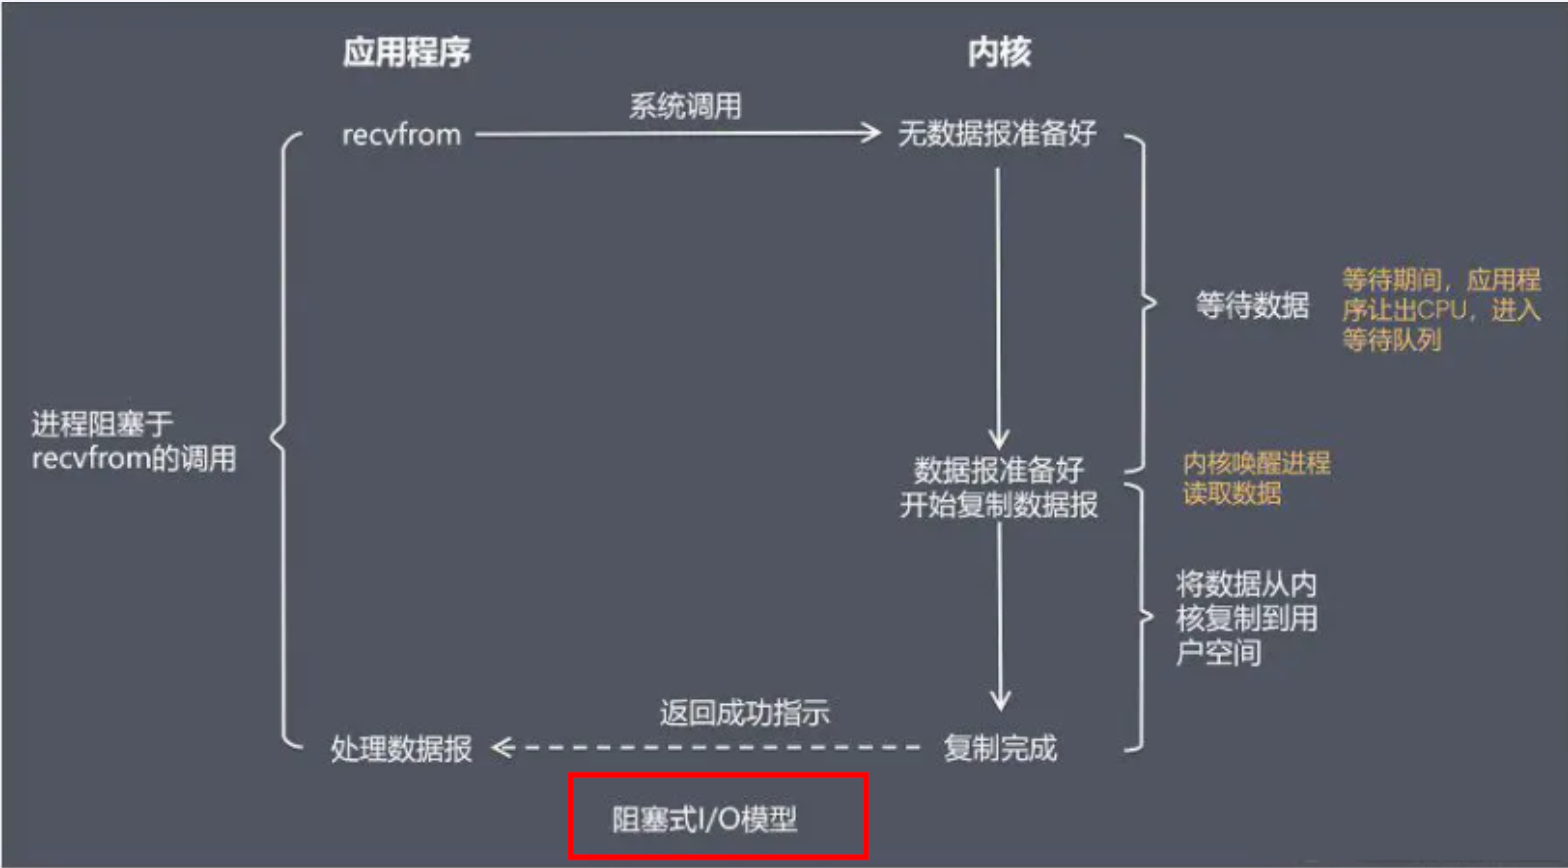 应用程序
内核
系统调用
recvfrom
无数据报准备好
等待数据
等待期间，应用程
序让出CPU，进入
等待队列
进程阻塞于
recvfrom的调用
数据报准备好
开始复制数据报
内核唤醒进程
读取数据
将数据从内
核复制到用
户空间
返回成功指示
处理数据报
复制完成
阻塞式I/O模型